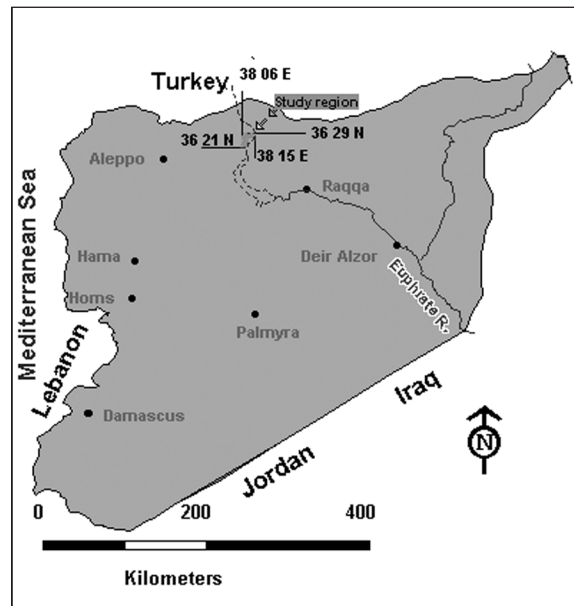 38 06 E
Turkey
Study region
36 21 N
36 29 N
38 15 E
Aleppo
Raqqa
Mediterranean Sea
Hama
Deir Alzor
Euphrate R.
Homs
Palmyra
Lebanon
Iraq
Damascus
N
Jordan
0 200 400
Kilometers